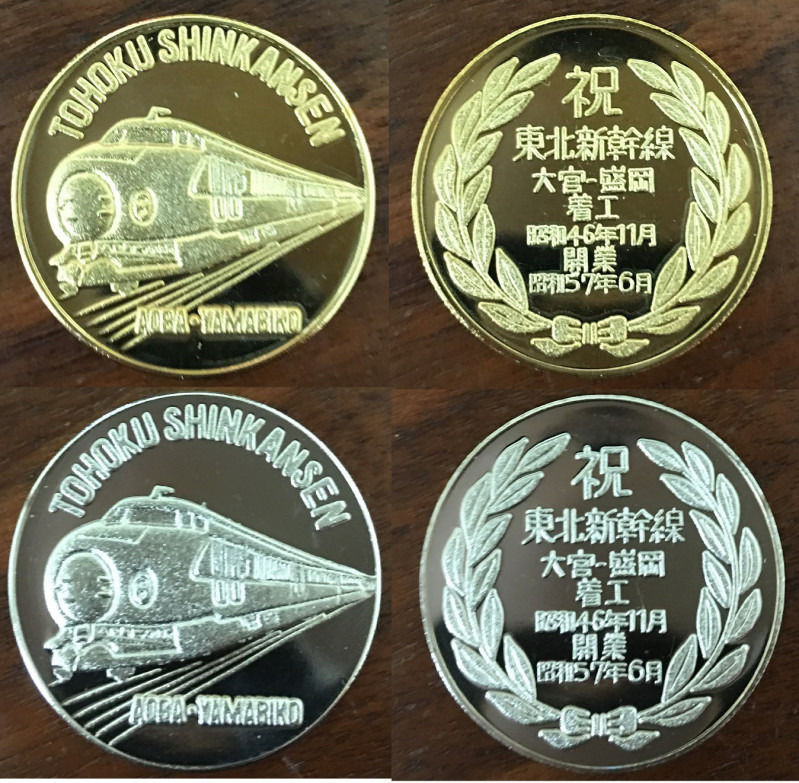 TOHOKU SHINKANSEN
AOBA・YAMABIKO
祝
東北新幹線
大宮-盛岡
着工
昭和46年11月
開業
昭和57年6月
TOHOKU SHINKANSEN
AOBA・YAMABIKO
祝
東北新幹線
大宮-盛岡
着工
昭和46年11月
開業
昭和57年6月